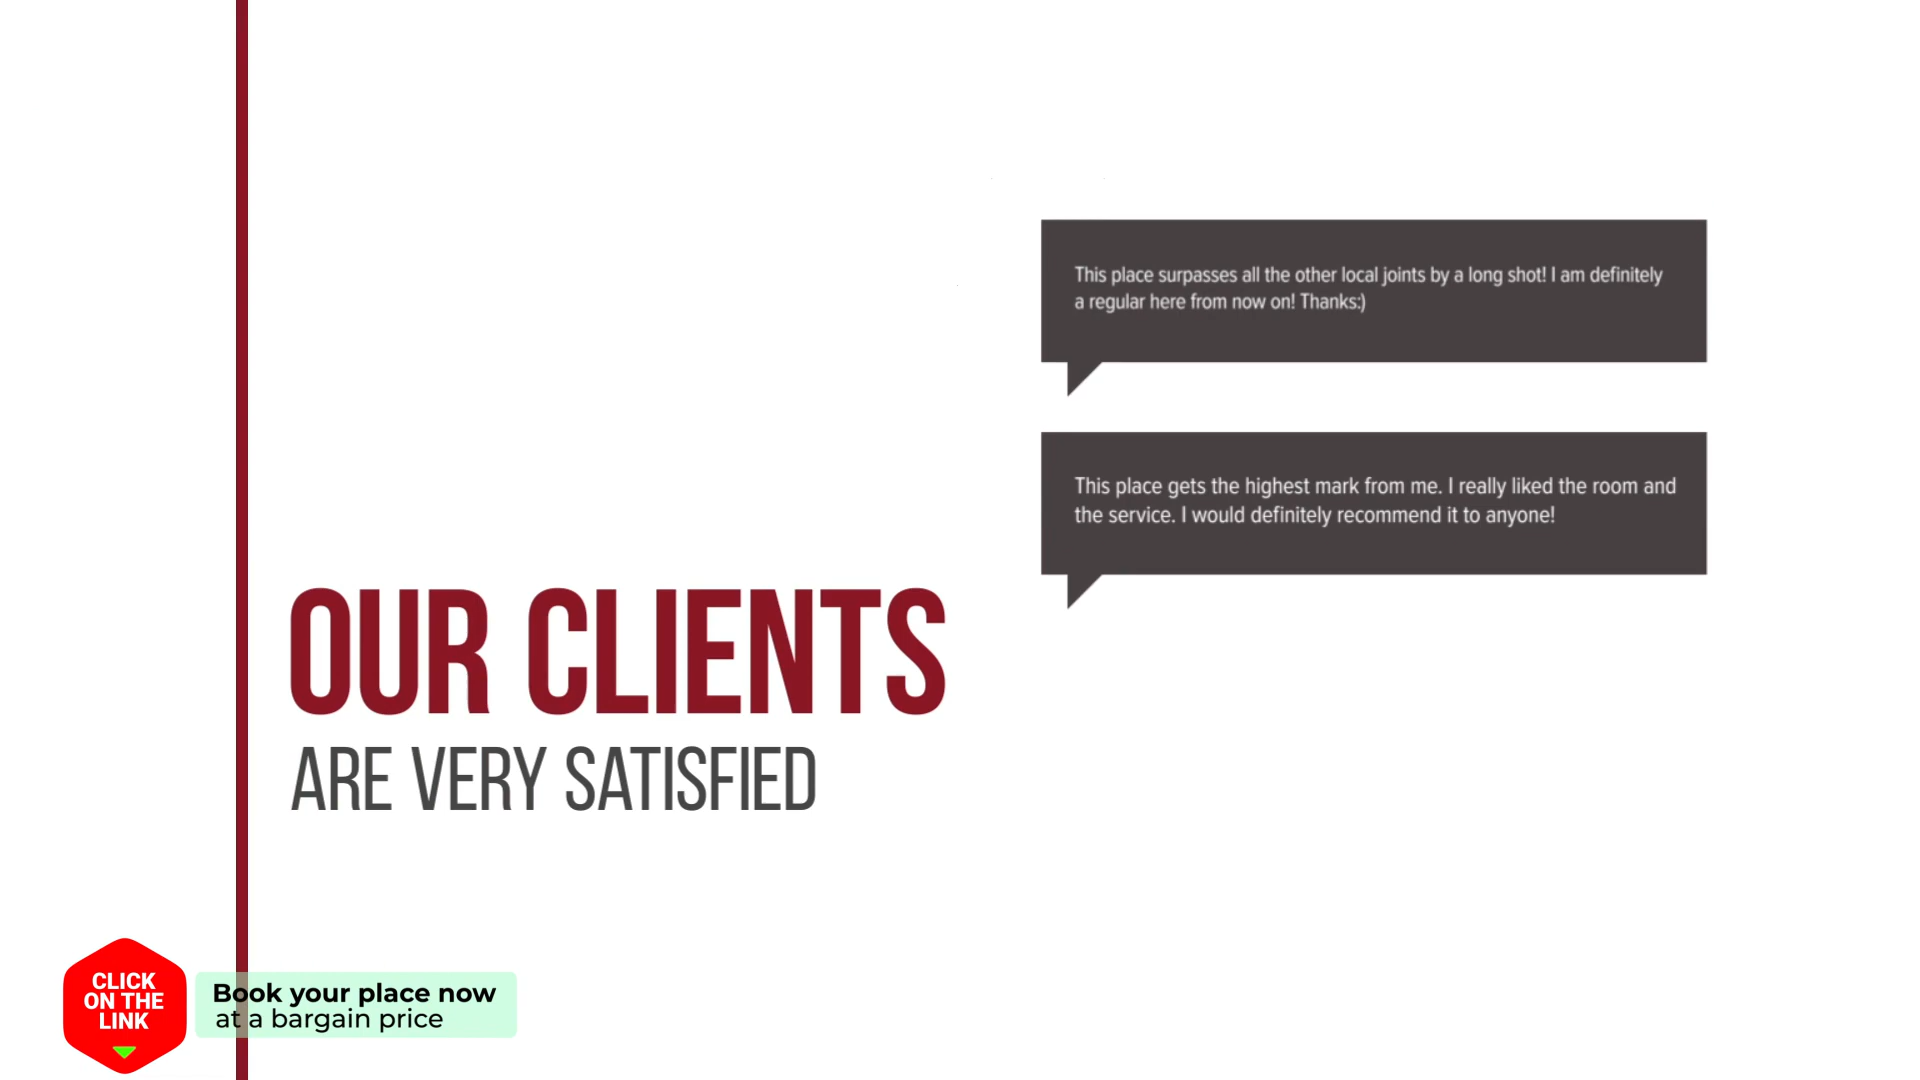 This place surpasses all the other local joints by a long shot! I am definitely
a regular here from now on! Thanks:)
This place gets the highest mark from me. I really liked the room and
the service. I would definitely recommend it to anyone!
OUR CLIENTS
ARE VERY SATISFIED
CLICK
ON THE
LINK
Book your place now
at a bargain price